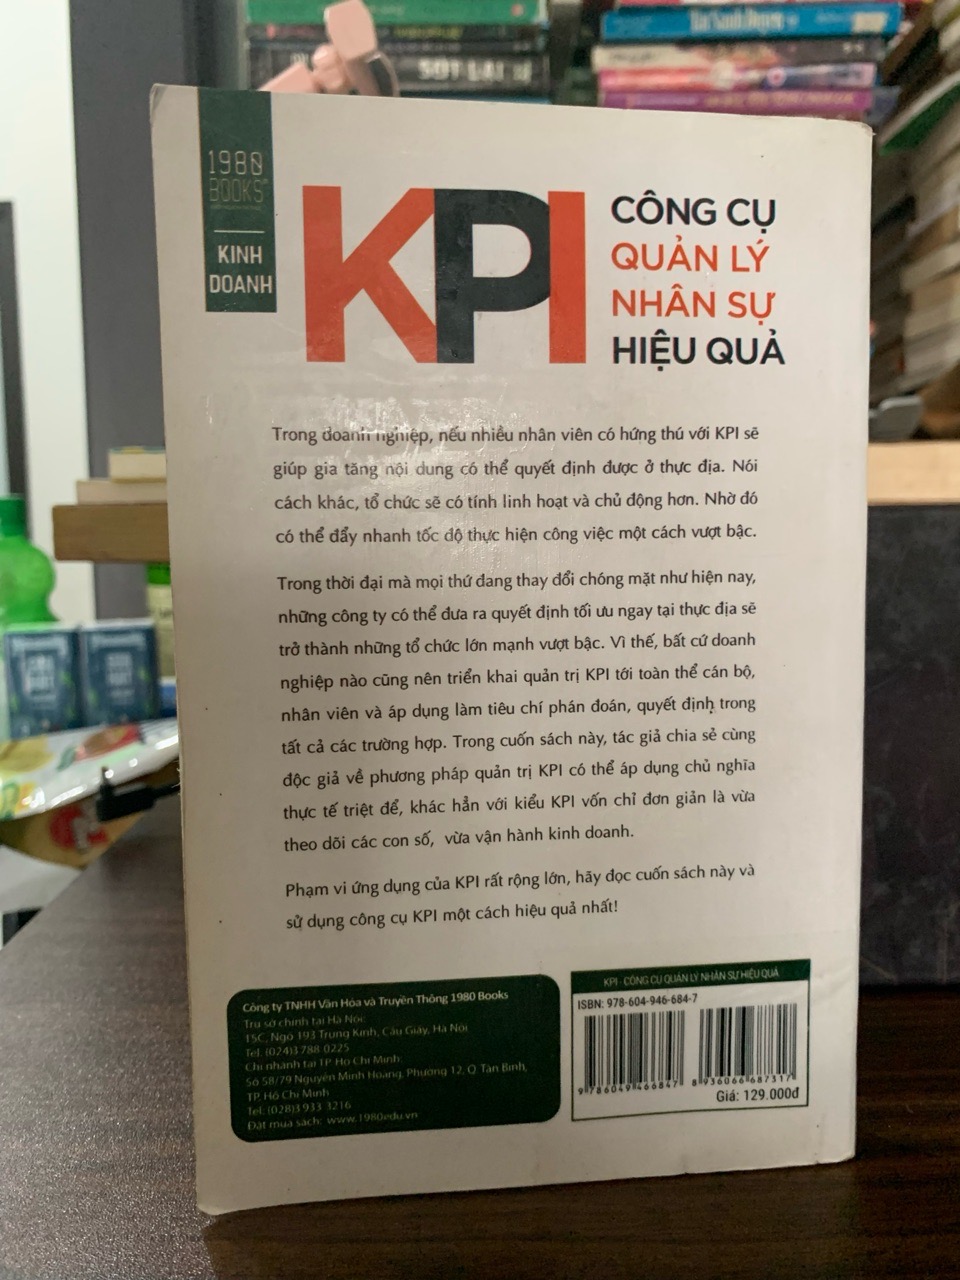 SÓT LẠI
1980
BOOKS
KINH
DOANH
KPI
CÔNG CỤ
QUẢN LÝ
NHÂN SỰ
HIỆU QUẢ
Trong doanh nghiệp, nếu nhiều nhân viên có hứng thú với KPI sẽ
giúp gia tăng nội dung có thể quyết định được ở thực địa. Nói
cách khác, tổ chức sẽ có tính linh hoạt và chủ động hơn. Nhờ đó
có thể đẩy nhanh tốc độ thực hiện công việc một cách vượt bậc.
Trong thời đại mà mọi thứ đang thay đổi chóng mặt như hiện nay,
những công ty có thể đưa ra quyết định tối ưu ngay tại thực địa sẽ
trở thành những tổ chức lớn mạnh vượt bậc. Vì thế, bất cứ doanh
nghiệp nào cũng nên triển khai quản trị KPI tới toàn thể cán bộ,
nhân viên và áp dụng làm tiêu chí phán đoán, quyết định trong
tất cả các trường hợp. Trong cuốn sách này, tác giả chia sẻ cùng
độc giả về phương pháp quản trị KPI có thể áp dụng chủ nghĩa
thực tế triệt để, khác hẳn với kiểu KPI vốn chỉ đơn giản là vừa
theo dõi các con số, vừa vận hành kinh doanh.
Phạm vi ứng dụng của KPI rất rộng lớn, hãy đọc cuốn sách này và
sử dụng công cụ KPI một cách hiệu quả nhất!
Công ty TNHH Văn Hóa và Truyền Thông 1980 Books
Trụ sở chính tại Hà Nội:
15C, Ngõ 193 Trung Kính, Cầu Giấy, Hà Nội
Tel: (024)3 788 0225
Chi nhánh tại TP. Hồ Chí Minh:
Số 58/79 Nguyễn Minh Hoàng, Phường 12, Q. Tân Bình,
TP. Hồ Chí Minh
Tel: (028)3 933 3216
Đặt mua sách: www.1980edu.vn
KPI - CÔNG CỤ QUẢN LÝ NHÂN SỰ HIỆU QUẢ
ISBN: 978-604-946-684-7
9 786049 466847
8 936066 687317
Giá: 129.000đ